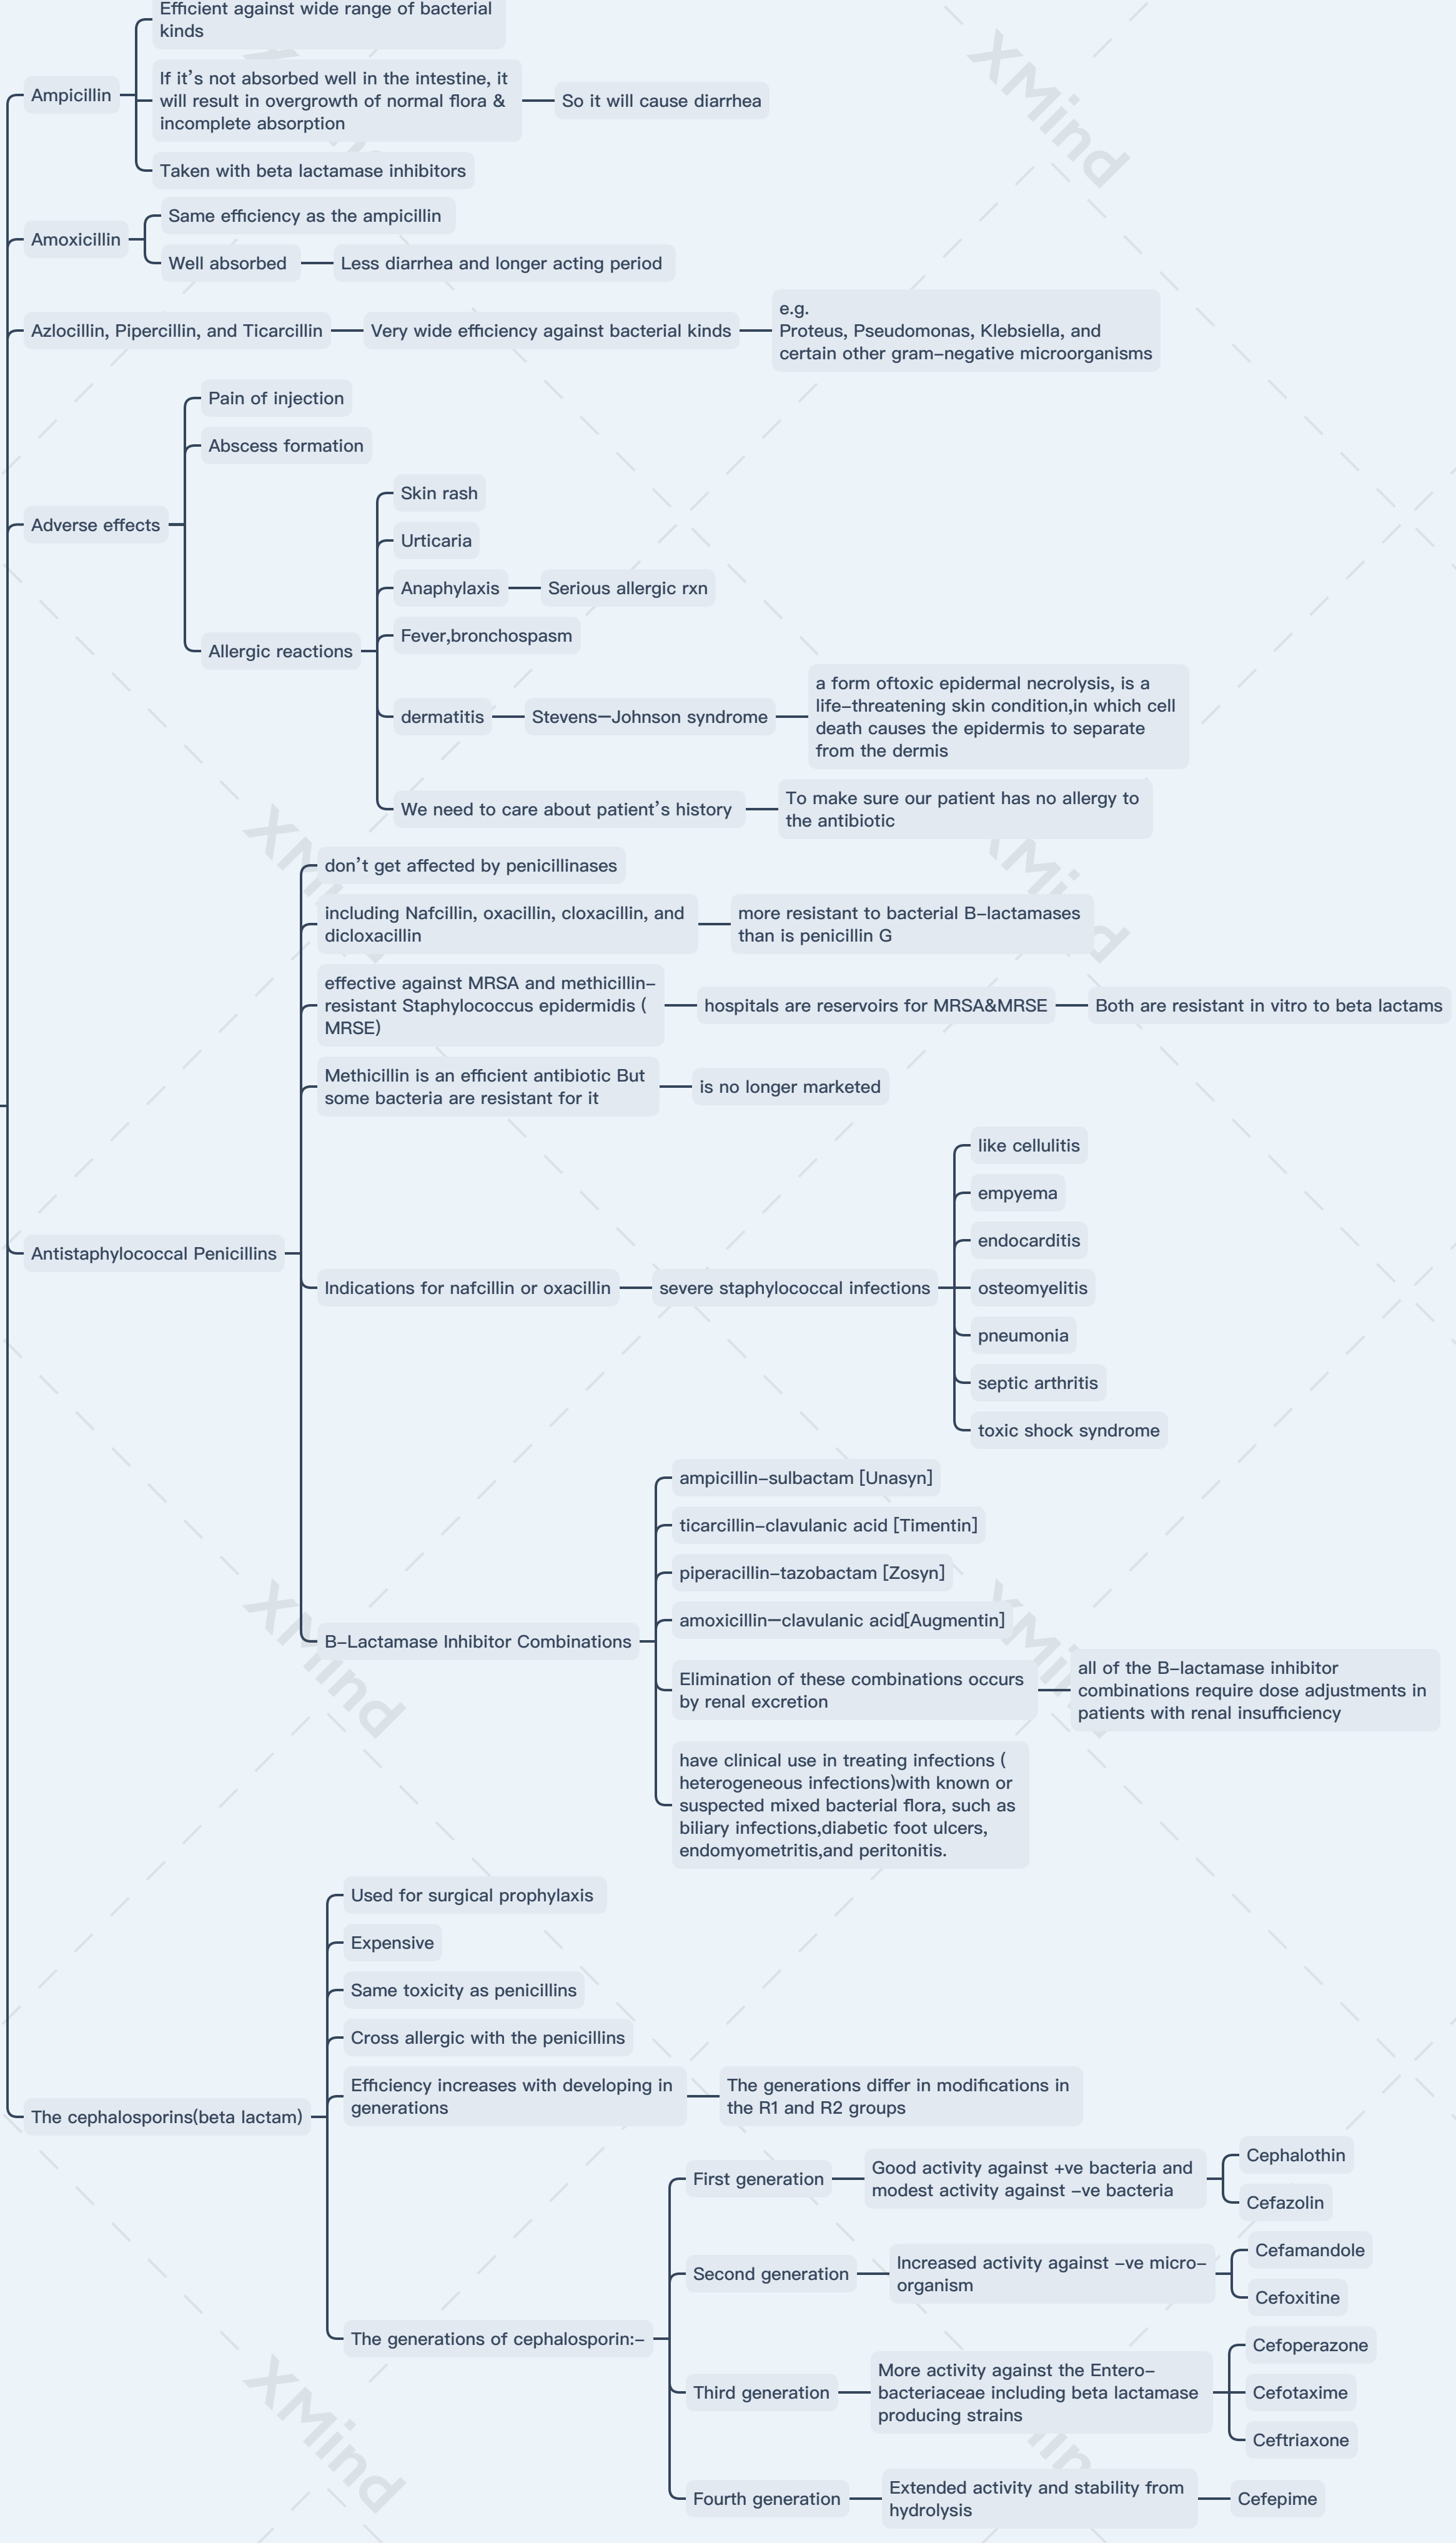 Efficient against wide range of bacterial
kinds
If it’s not absorbed well in the intestine, it
will result in overgrowth of normal flora &
incomplete absorption
So it will cause diarrhea
Ampicillin
Taken with beta lactamase inhibitors
Same efficiency as the ampicillin
Amoxicillin
Well absorbed
Less diarrhea and longer acting period
Azlocillin, Pipercillin, and Ticarcillin
Very wide efficiency against bacterial kinds
e.g.
Proteus, Pseudomonas, Klebsiella, and
certain other gram-negative microorganisms
Pain of injection
Abscess formation
Adverse effects
Allergic reactions
Skin rash
Urticaria
Anaphylaxis
Serious allergic rxn
Fever,bronchospasm
dermatitis
Stevens–Johnson syndrome
a form oftoxic epidermal necrolysis, is a
life-threatening skin condition,in which cell
death causes the epidermis to separate
from the dermis
We need to care about patient’s history
To make sure our patient has no allergy to
the antibiotic
Antistaphylococcal Penicillins
don’t get affected by penicillinases
including Nafcillin, oxacillin, cloxacillin, and
dicloxacillin
more resistant to bacterial B-lactamases
than is penicillin G
effective against MRSA and methicillin-
resistant Staphylococcus epidermidis (
MRSE)
hospitals are reservoirs for MRSA&MRSE
Both are resistant in vitro to beta lactams
Methicillin is an efficient antibiotic But
some bacteria are resistant for it
is no longer marketed
Indications for nafcillin or oxacillin
severe staphylococcal infections
like cellulitis
empyema
endocarditis
osteomyelitis
pneumonia
septic arthritis
toxic shock syndrome
B-Lactamase Inhibitor Combinations
ampicillin-sulbactam [Unasyn]
ticarcillin-clavulanic acid [Timentin]
piperacillin-tazobactam [Zosyn]
amoxicillin–clavulanic acid[Augmentin]
Elimination of these combinations occurs
by renal excretion
all of the B-lactamase inhibitor
combinations require dose adjustments in
patients with renal insufficiency
have clinical use in treating infections (
heterogeneous infections)with known or
suspected mixed bacterial flora, such as
biliary infections,diabetic foot ulcers,
endomyometritis,and peritonitis.
The cephalosporins(beta lactam)
Used for surgical prophylaxis
Expensive
Same toxicity as penicillins
Cross allergic with the penicillins
Efficiency increases with developing in
generations
The generations differ in modifications in
the R1 and R2 groups
The generations of cephalosporin:-
First generation
Good activity against +ve bacteria and
modest activity against -ve bacteria
Cephalothin
Cefazolin
Second generation
Increased activity against -ve micro-
organism
Cefamandole
Cefoxitine
Third generation
More activity against the Entero-
bacteriaceae including beta lactamase
producing strains
Cefoperazone
Cefotaxime
Ceftriaxone
Fourth generation
Extended activity and stability from
hydrolysis
Cefepime
XMind
XMind
XMind
XMind
XMind
XMind